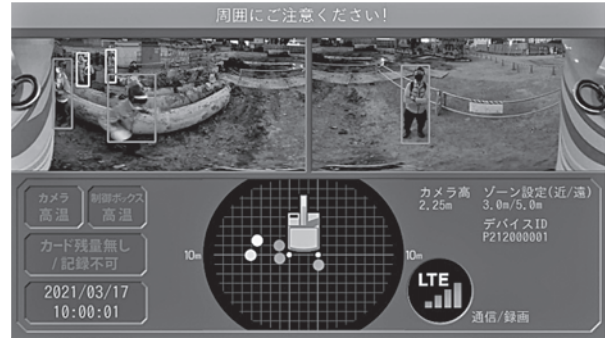 周囲にご注意ください!
カメラ
高温
制御ボックス
高温
カード残量無し
/記録不可
2021/03/17
10:00:01
10m
10m
カメラ高
2.25m
ゾーン設定(近/遠)
3.0m/5.0m
デバイスID
P212000001
LTE
通信/録画